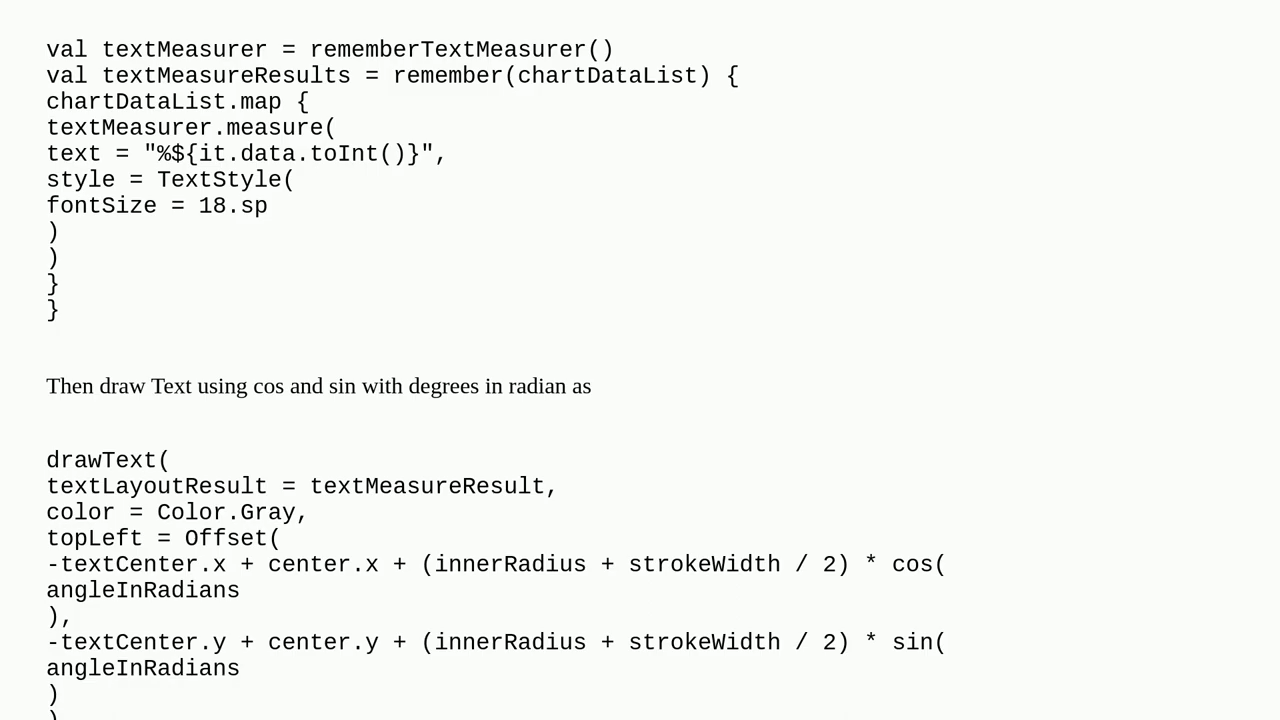 val textMeasurer = rememberTextMeasurer()
val textMeasureResults = remember(chartDataList) {
chartDataList.map {
textMeasurer.measure(
text = "%${it.data.toInt()}",
style = TextStyle(
fontSize = 18.sp
)
)
}
}
Then draw Text using cos and sin with degrees in radian as
drawText(
textLayoutResult = textMeasureResult,
color = Color.Gray,
topLeft = Offset(
-textCenter.x + center.x + (innerRadius + strokeWidth / 2) * cos(
angleInRadians
),
-textCenter.y + center.y + (innerRadius + strokeWidth / 2) * sin(
angleInRadians
)
)